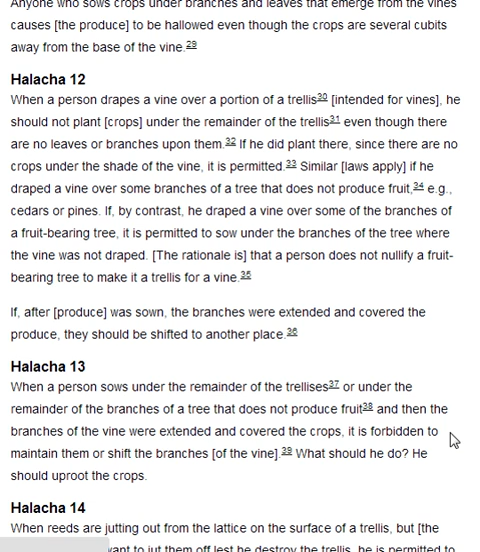 Anyone who sows crops under branches and leaves that emerge from the vines
causes [the produce] to be hallowed even though the crops are several cubits
away from the base of the vine.29
Halacha 12
When a person drapes a vine over a portion of a trellis30 [intended for vines], he
should not plant [crops] under the remainder of the trellis31 even though there
are no leaves or branches upon them.32 If he did plant there, since there are no
crops under the shade of the vine, it is permitted.33 Similar [laws apply] if he
draped a vine over some branches of a tree that does not produce fruit,34 e.g.,
cedars or pines. If, by contrast, he draped a vine over some of the branches of
a fruit-bearing tree, it is permitted to sow under the branches of the tree where
the vine was not draped. [The rationale is] that a person does not nullify a fruit-
bearing tree to make it a trellis for a vine.35
If, after [produce] was sown, the branches were extended and covered the
produce, they should be shifted to another place.36
Halacha 13
When a person sows under the remainder of the trellises37 or under the
remainder of the branches of a tree that does not produce fruit38 and then the
branches of the vine were extended and covered the crops, it is forbidden to
maintain them or shift the branches [of the vine].39 What should he do? He
should uproot the crops.
Halacha 14
When reeds are jutting out from the lattice on the surface of a trellis, but [the
want to jut them off lest he destroy the trellis, he is permitted to